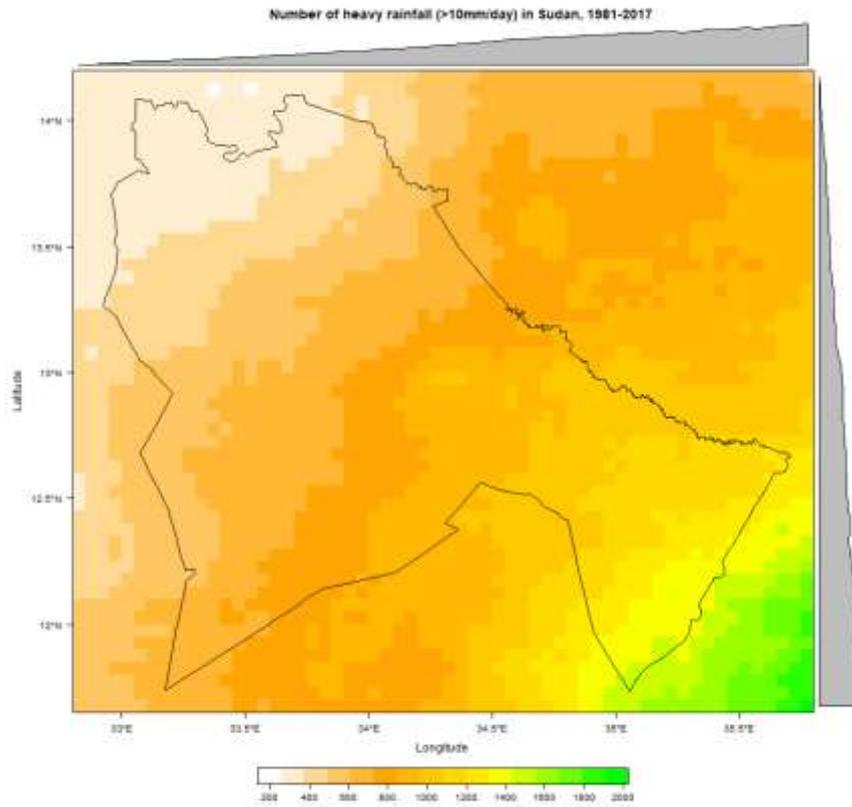 Number of heavy rainfall (>10mm/day) in Sudan, 1981-2017
14°N
13.5°N
13°N
12.5°N
12°N
Latitude
33°E 33.5°E 34°E 34.5°E 35°E 35.5°E
Longitude
200 400 600 800 1000 1200 1400 1600 1800 2000